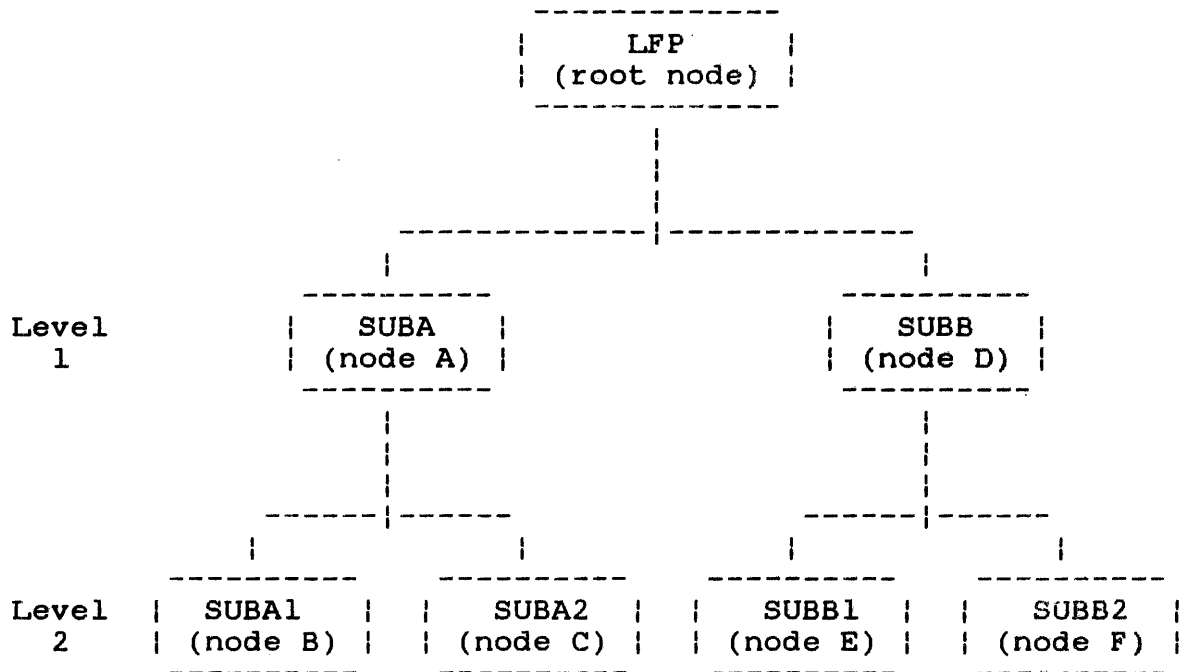 LFP
(root node)
Level SUBA SUBB
1 (node A) (node D)
Level SUBA1 SUBA2 SUBB1 SUBB2
2 (node B) (node C) (node E) (node F)